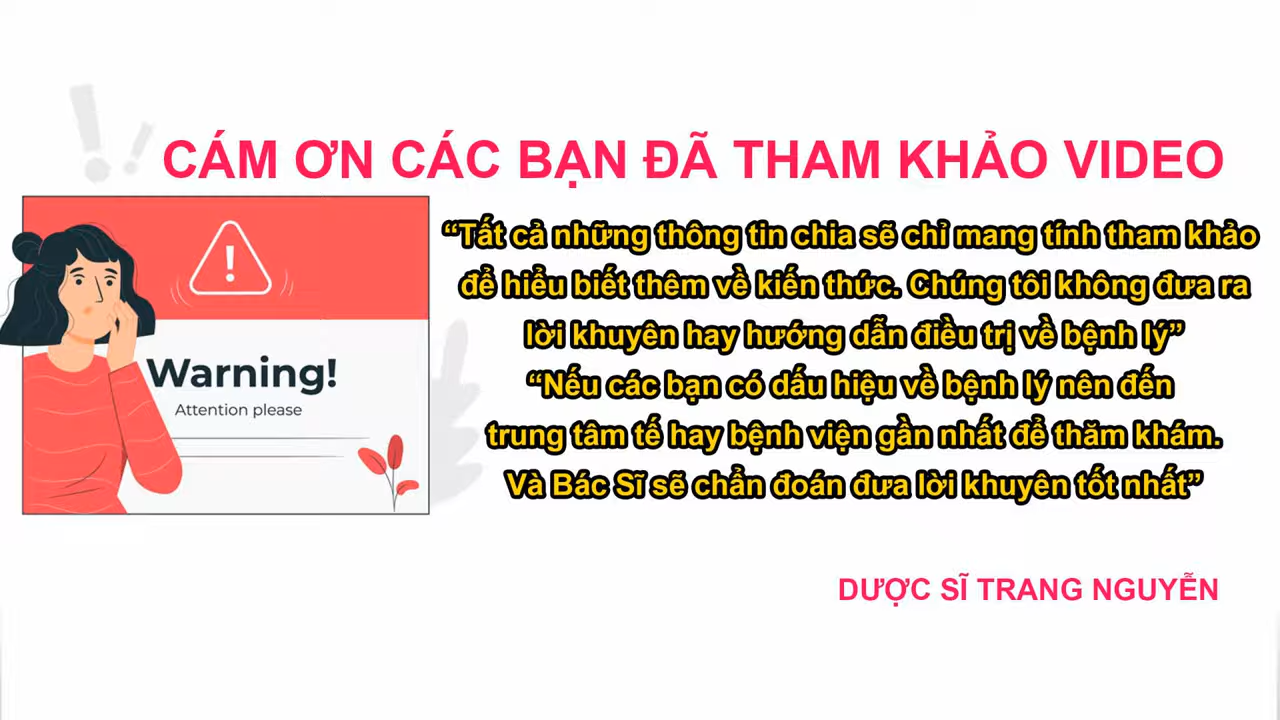 CÁM ƠN CÁC BẠN ĐÃ THAM KHẢO VIDEO
“Tất cả những thông tin chia sẽ chỉ mang tính tham khảo
để hiểu biết thêm về kiến thức. Chúng tôi không đưa ra
lời khuyên hay hướng dẫn điều trị về bệnh lý”
“Nếu các bạn có dấu hiệu về bệnh lý nên đến
trung tâm tế hay bệnh viện gần nhất để thăm khám.
Và Bác Sĩ sẽ chẩn đoán đưa lời khuyên tốt nhất”
Warning!
Attention please
DƯỢC SĨ TRANG NGUYỄN